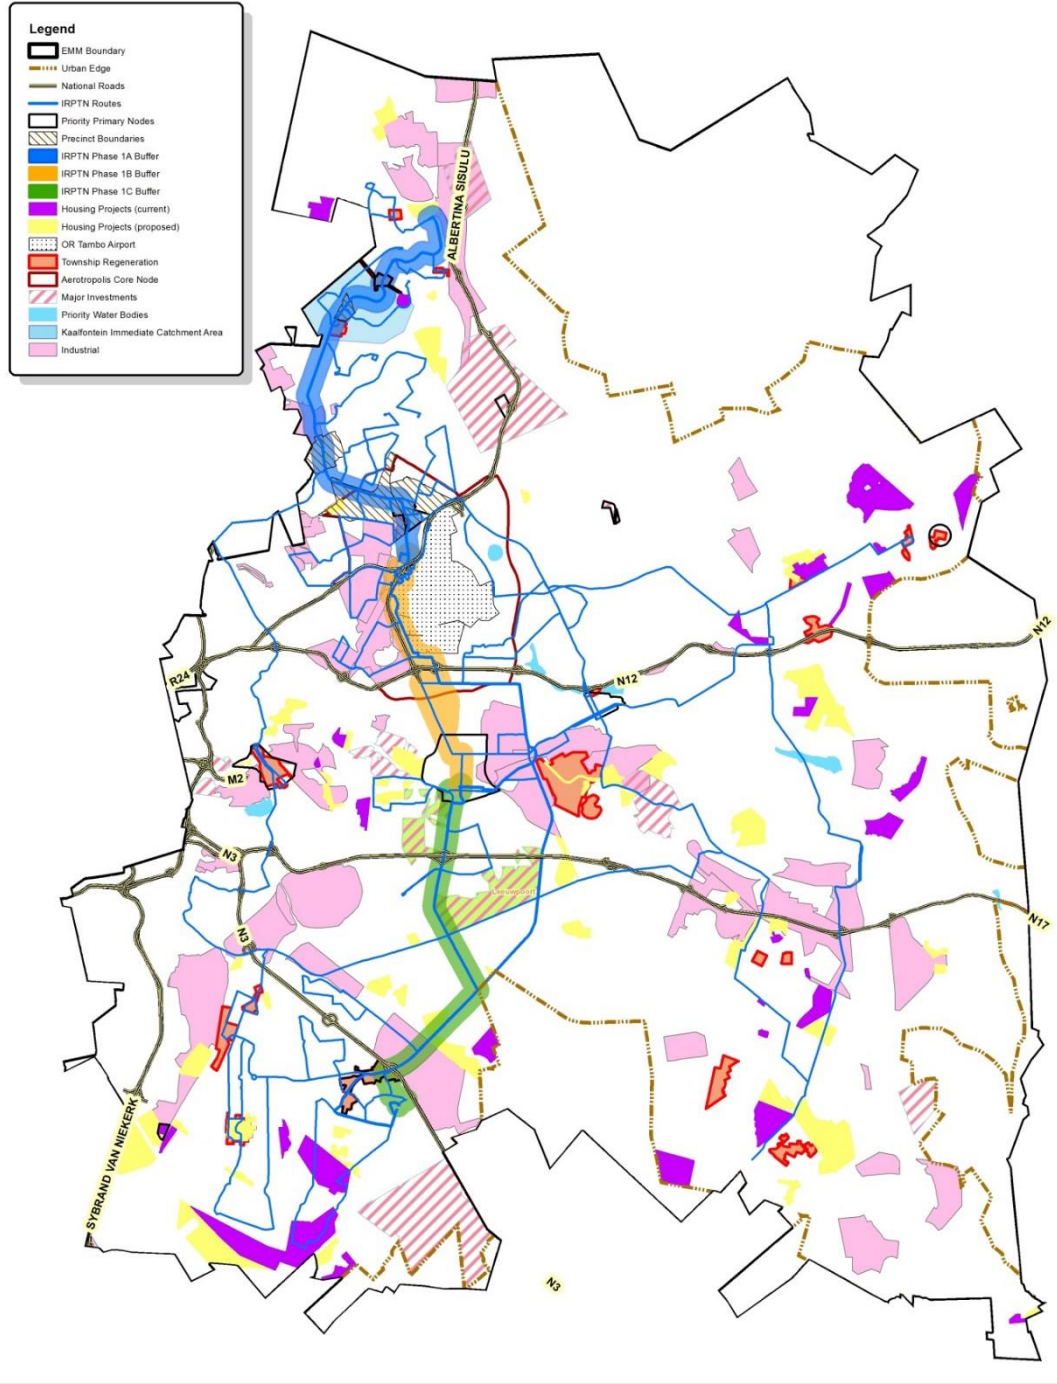 Legend
EMM Boundary
Urban Edge
National Roads
IRPTN Routes
Priority Primary Nodes
Precinct Boundaries
IRPTN Phase 1A Buffer
IRPTN Phase 1B Buffer
IRPTN Phase 1C Buffer
Housing Projects (current)
Housing Projects (proposed)
OR Tambo Airport
Township Regeneration
Aerotropolis Core Node
Major Investments
Priority Water Bodies
Kaalfontein Immediate Catchment Area
Industrial
ALBERTINA SISULU
N12
R24
N12
M2
N3
Leeuwpoort
N17
N3
SYBRAND VAN NIEKERK
N3